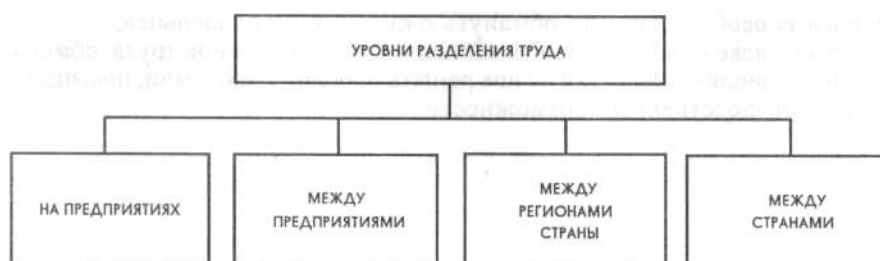 УРОВНИ РАЗДЕЛЕНИЯ ТРУДА
НА ПРЕДПРИЯТИЯХ
МЕЖДУ
ПРЕДПРИЯТИЯМИ
МЕЖДУ
РЕГИОНАМИ
СТРАНЫ
МЕЖДУ
СТРАНАМИ